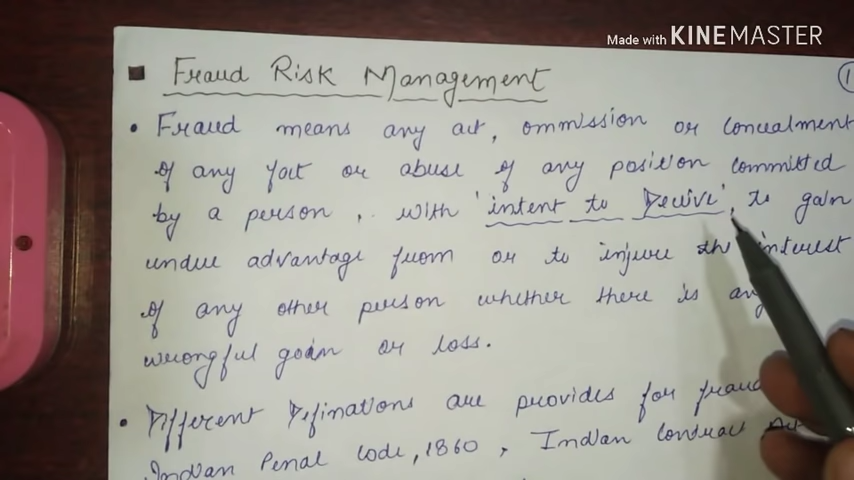 Made with KINEMASTER
Fraud Risk Management
1
• Fraud means any act, ommission or concealment
of any fact or abuse of any position committed
by a person, with 'intent to Decive', to gain
undue advantage from or to injure the interest
of any other person whether there is any
wrongful gain or loss.
• Different Definations are provides for fraud
Indian Penal Code, 1860, Indian Contract Act